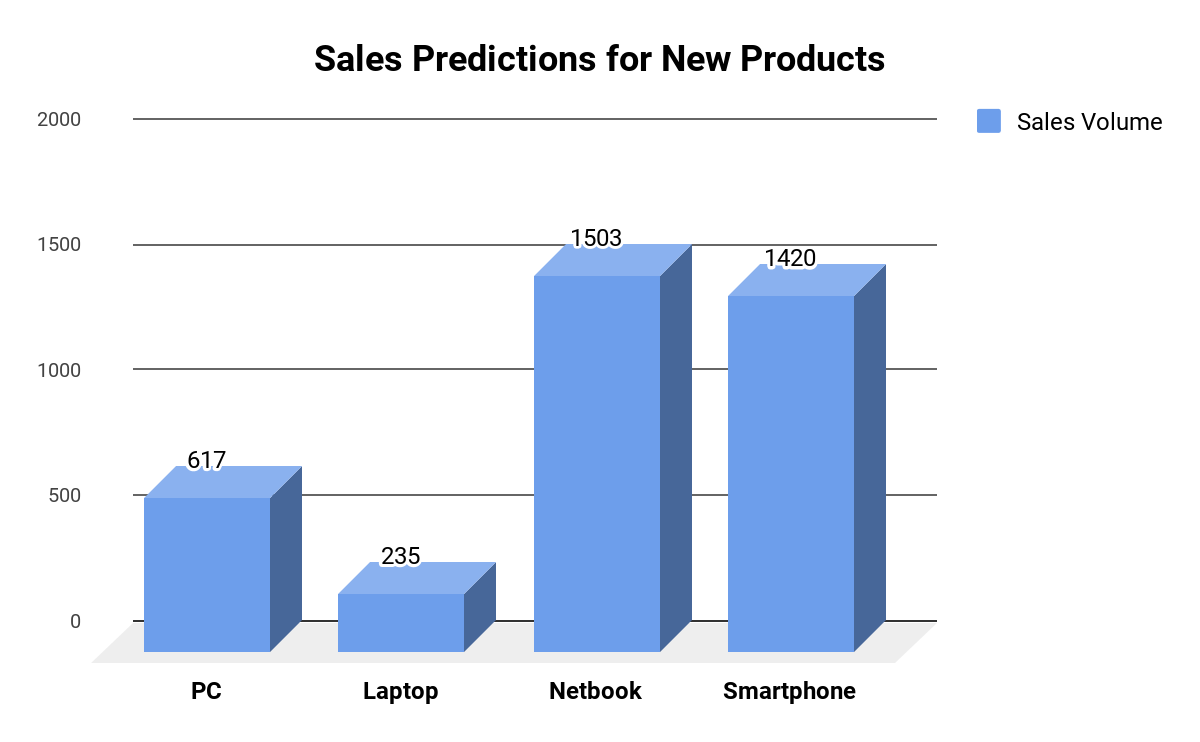 Sales Predictions for New Products
2000
Sales Volume
1500
1503
1420
1000
617
500
235
0
PC
Laptop
Netbook
Smartphone